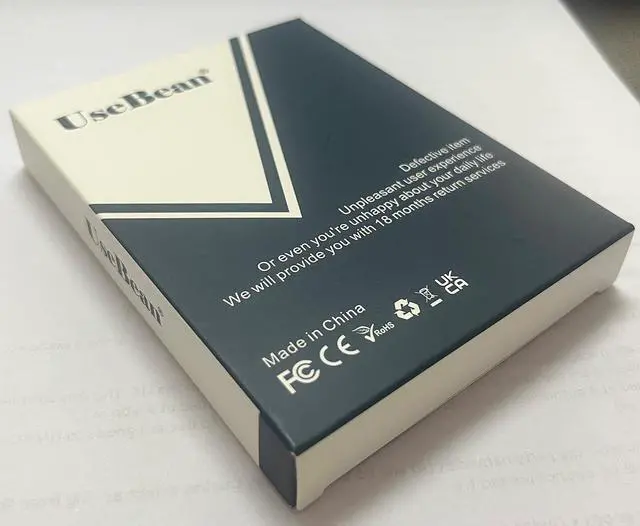 UseBean®
UseBean®
Defective item
Unpleasant user experience
Or even you're unhappy about your daily life
We will provide you with 18 months return services
Made in China
FC CE RoHS UK
CA